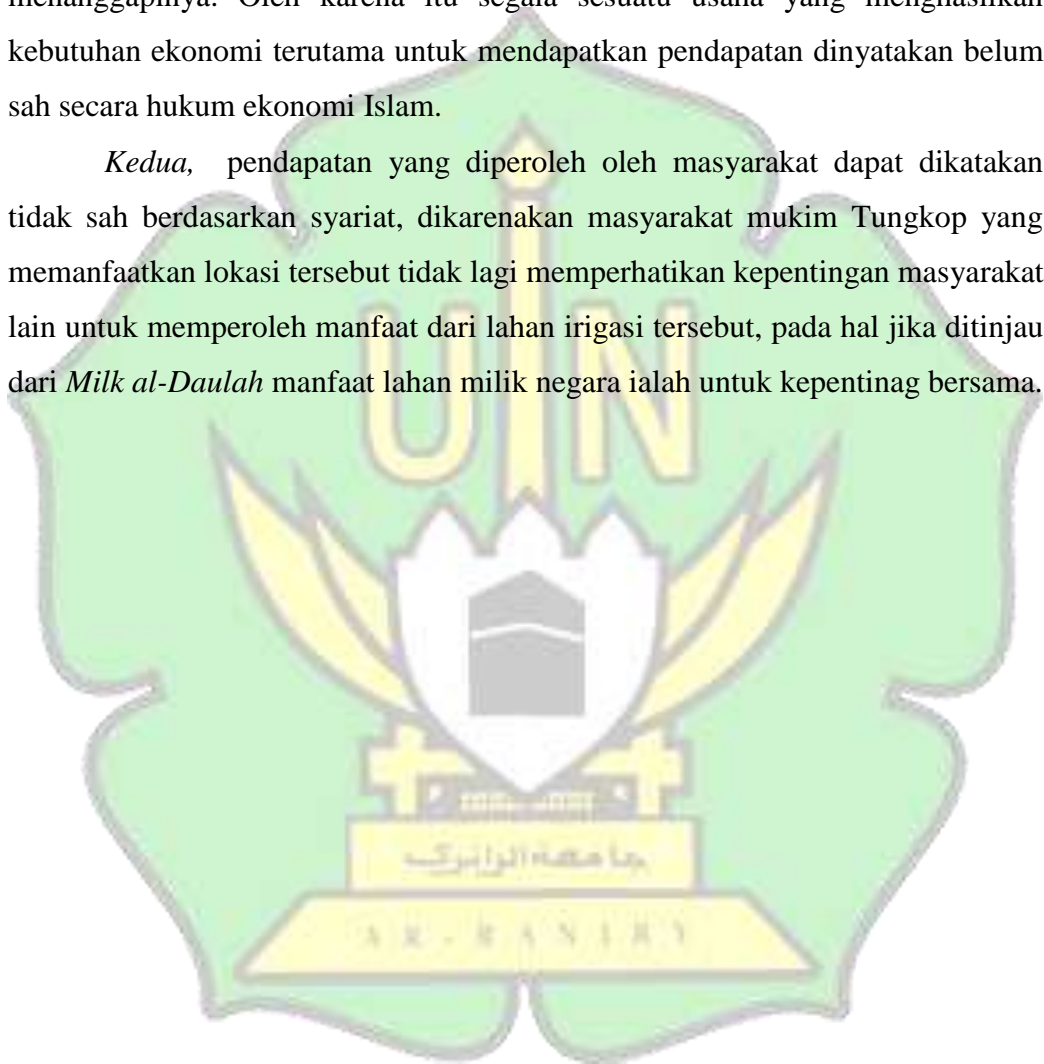 menanggapinya. Oleh karena itu segala sesuatu usaha yang menghasilkan
kebutuhan ekonomi terutama untuk mendapatkan pendapatan dinyatakan belum
sah secara hukum ekonomi Islam.
Kedua, pendapatan yang diperoleh oleh masyarakat dapat dikatakan
tidak sah berdasarkan syariat, dikarenakan masyarakat mukim Tungkop yang
memanfaatkan lokasi tersebut tidak lagi memperhatikan kepentingan masyarakat
lain untuk memperoleh manfaat dari lahan irigasi tersebut, pada hal jika ditinjau
dari Milk al-Daulah manfaat lahan milik negara ialah untuk kepentinag bersama.
UIN
جامعة الرانيري
AR-RANIRY